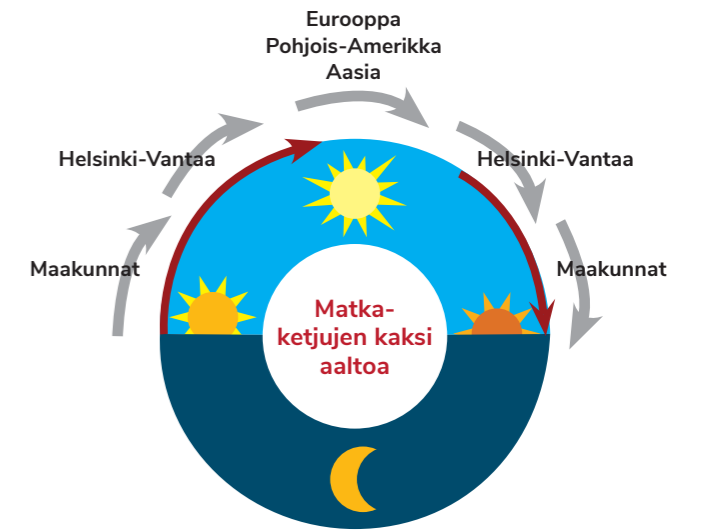 Eurooppa
Pohjois-Amerikka
Aasia
Helsinki-Vantaa
Helsinki-Vantaa
Maakunnat
Maakunnat
Matka-
ketjujen kaksi
aaltoa